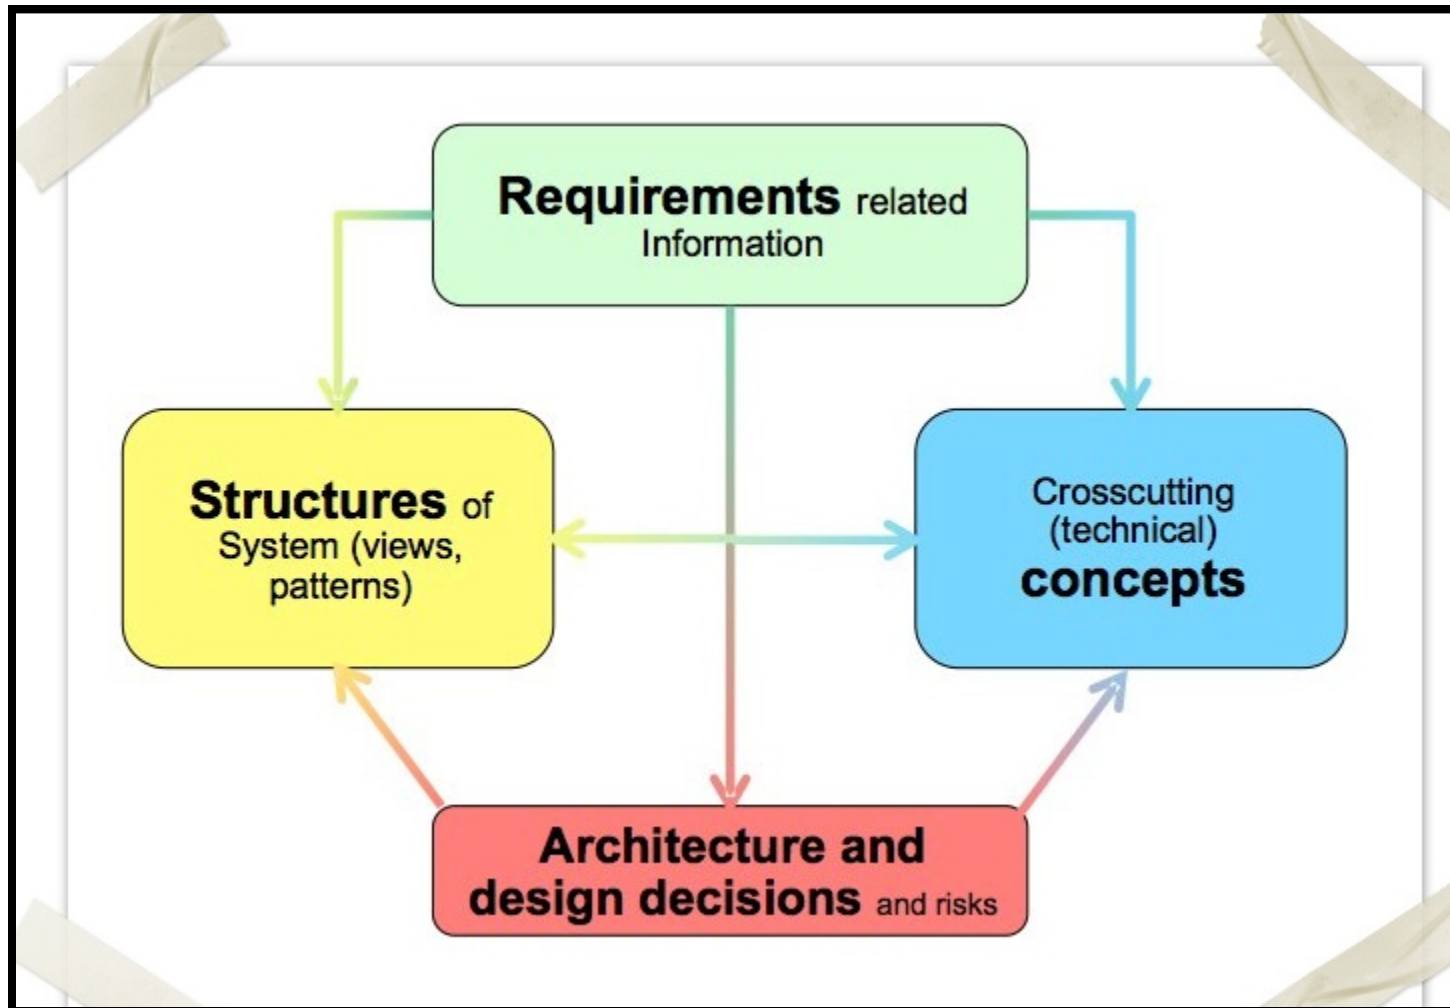 Requirements related
Information
Structures of
System (views,
patterns)
Crosscutting
(technical)
concepts
Architecture and
design decisions and risks